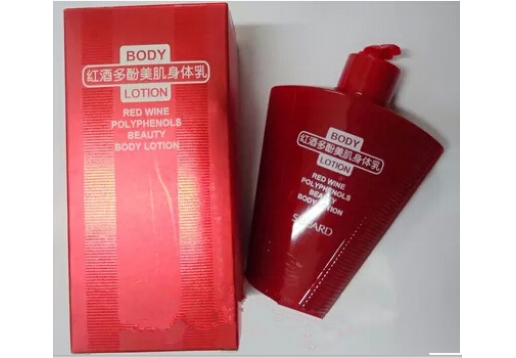 BODY
红酒多酚美肌身体乳
LOTION
RED WINE
POLYPHENOLS
BEAUTY
BODY LOTION
BODY
红酒多酚美肌身体乳
LOTION
RED WINE
POLYPHENOLS
BEAUTY
BODY LOTION